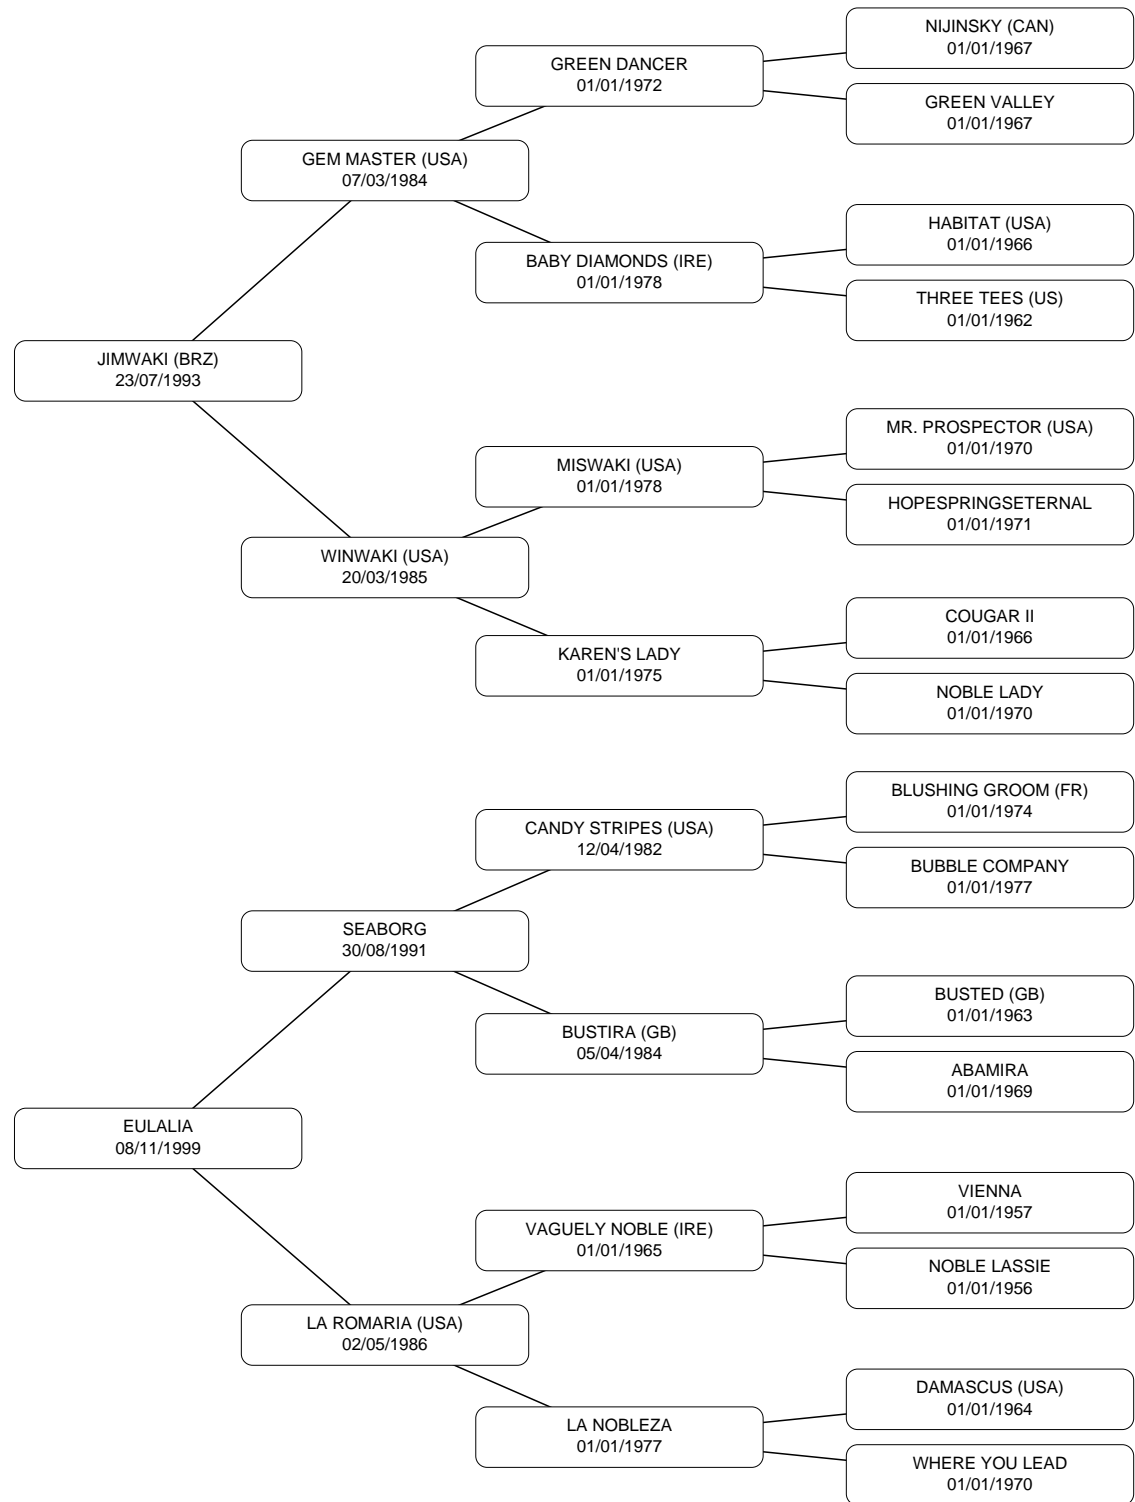 NIJINSKY (CAN)
01/01/1967
GREEN DANCER
01/01/1972
GREEN VALLEY
01/01/1967
GEM MASTER (USA)
07/03/1984
HABITAT (USA)
01/01/1966
BABY DIAMONDS (IRE)
01/01/1978
THREE TEES (US)
01/01/1962
JIMWAKI (BRZ)
23/07/1993
MR. PROSPECTOR (USA)
01/01/1970
MISWAKI (USA)
01/01/1978
HOPESPRINGSETERNAL
01/01/1971
WINWAKI (USA)
20/03/1985
COUGAR II
01/01/1966
KAREN'S LADY
01/01/1975
NOBLE LADY
01/01/1970
BLUSHING GROOM (FR)
01/01/1974
CANDY STRIPES (USA)
12/04/1982
BUBBLE COMPANY
01/01/1977
SEABORG
30/08/1991
BUSTED (GB)
01/01/1963
BUSTIRA (GB)
05/04/1984
ABAMIRA
01/01/1969
EULALIA
08/11/1999
VIENNA
01/01/1957
VAGUELY NOBLE (IRE)
01/01/1965
NOBLE LASSIE
01/01/1956
LA ROMARIA (USA)
02/05/1986
DAMASCUS (USA)
01/01/1964
LA NOBLEZA
01/01/1977
WHERE YOU LEAD
01/01/1970